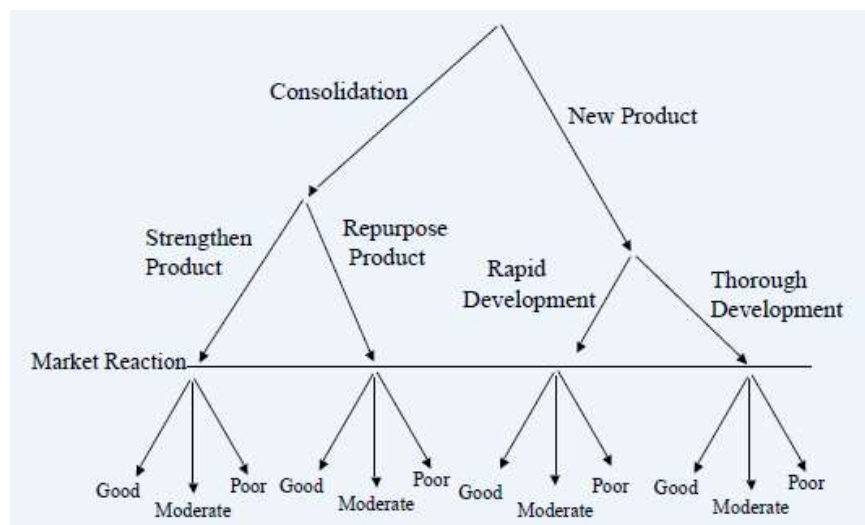 Consolidation
New Product
Strengthen
Product
Repurpose
Product
Rapid
Development
Thorough
Development
Market Reaction
Good
Moderate
Poor
Good
Moderate
Poor
Good
Moderate
Poor
Good
Moderate
Poor